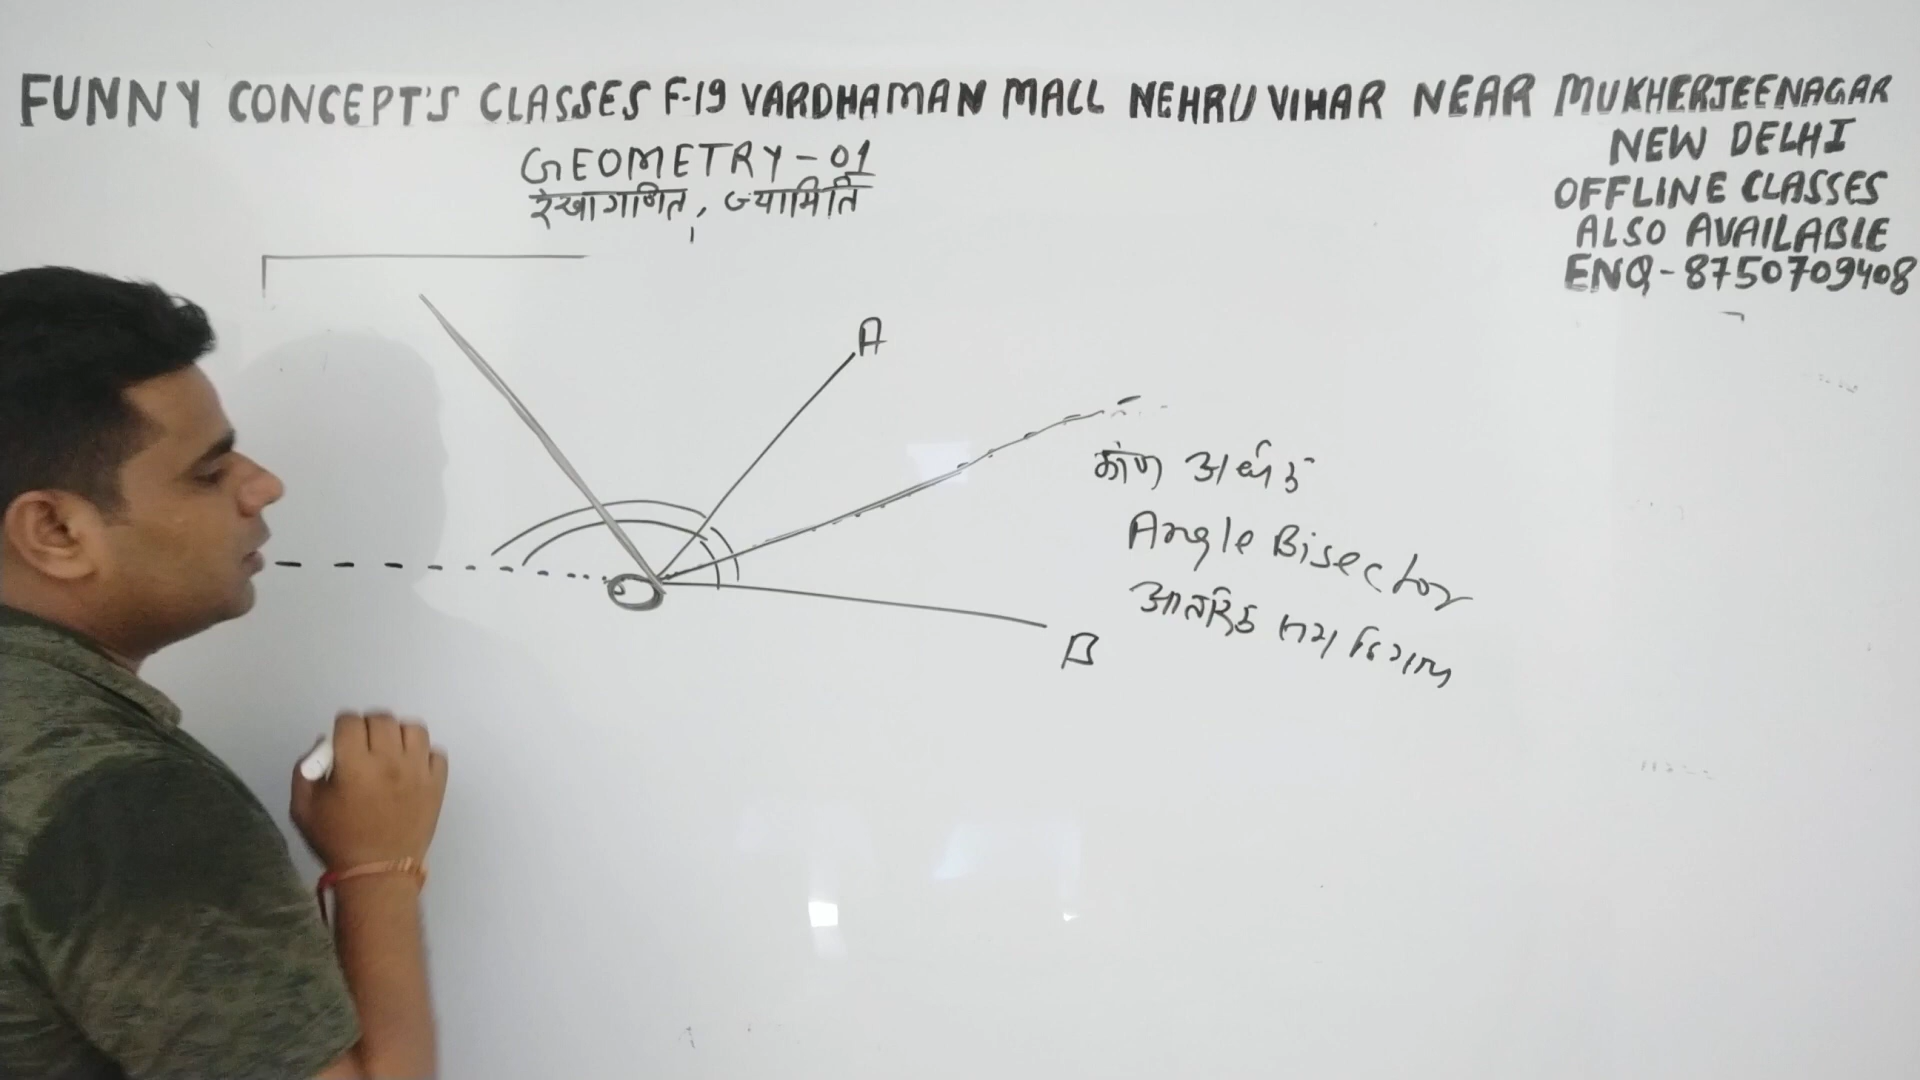 FUNNY CONCEPT'S CLASSES F-19 VARDHAMAN MALL NEHRU VIHAR NEAR MUKHERJEENAGAR
NEW DELHI
OFFLINE CLASSES
ALSO AVAILABLE
ENQ-8750709408
GEOMETRY-01
रेखागणित, ज्यामिति
A
कोण अर्धक
Angle Bisector
B